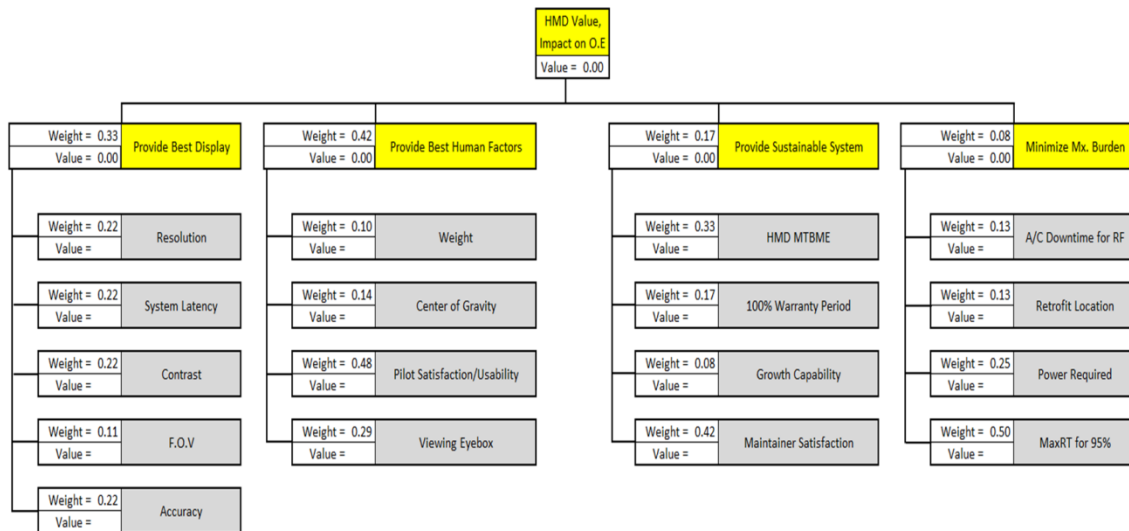 HMD Value,
Impact on O.E
Value = 0.00
Weight = 0.33
Value = 0.00
Provide Best Display
Weight = 0.22
Value =
Resolution
Weight = 0.22
Value =
System Latency
Weight = 0.22
Value =
Contrast
Weight = 0.11
Value =
F.O.V
Weight = 0.22
Value =
Accuracy
Weight = 0.42
Value = 0.00
Provide Best Human Factors
Weight = 0.10
Value =
Weight
Weight = 0.14
Value =
Center of Gravity
Weight = 0.48
Value =
Pilot Satisfaction/Usability
Weight = 0.29
Value =
Viewing Eyebox
Weight = 0.17
Value = 0.00
Provide Sustainable System
Weight = 0.33
Value =
HMD MTBME
Weight = 0.17
Value =
100% Warranty Period
Weight = 0.08
Value =
Growth Capability
Weight = 0.42
Value =
Maintainer Satisfaction
Weight = 0.08
Value = 0.00
Minimize Mx. Burden
Weight = 0.13
Value =
A/C Downtime for RF
Weight = 0.13
Value =
Retrofit Location
Weight = 0.25
Value =
Power Required
Weight = 0.50
Value =
MaxRT for 95%